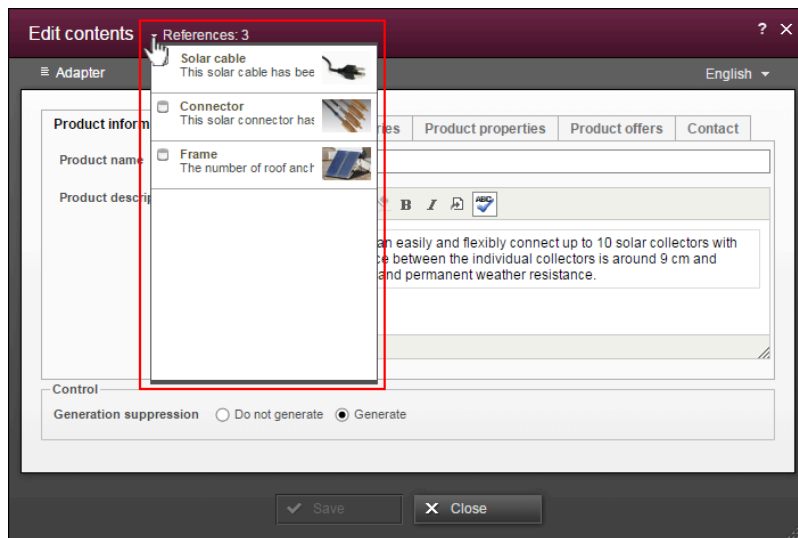 Edit contents
References: 3
? X
Adapter
English
Solar cable
This solar cable has bee
Connector
This solar connector has
Frame
The number of roof anch
Product inform
ries
Product properties
Product offers
Contact
Product name
Product descrip
B I
ABC
an easily and flexibly connect up to 10 solar collectors with
ce between the individual collectors is around 9 cm and
and permanent weather resistance.
Control
Generation suppression
Do not generate
Generate
Save
X Close